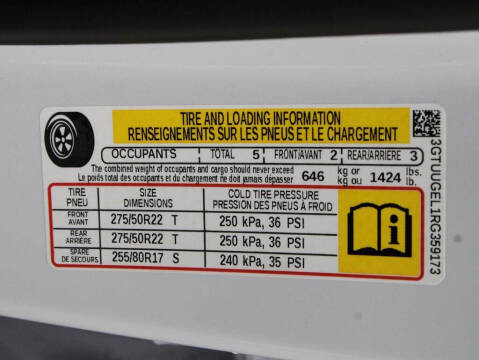 TIRE AND LOADING INFORMATION
RENSEIGNEMENTS SUR LES PNEUS ET LE CHARGEMENT
OCCUPANTS TOTAL 5 FRONT/AVANT 2 REAR/ARRIÈRE 3
The combined weight of occupants and cargo should never exceed
Le poids total des occupants et du chargement ne doit jamais dépasser
646 kg or 1424 lbs.
kg ou lb.
TIRE SIZE COLD TIRE PRESSURE
PNEU DIMENSIONS PRESSION DES PNEUS À FROID
FRONT
AVANT 275/50R22 T 250 kPa, 36 PSI
REAR
ARRIÈRE 275/50R22 T 250 kPa, 36 PSI
SPARE
DE SECOURS 255/80R17 S 240 kPa, 35 PSI
3GTUUGEL1RG359173